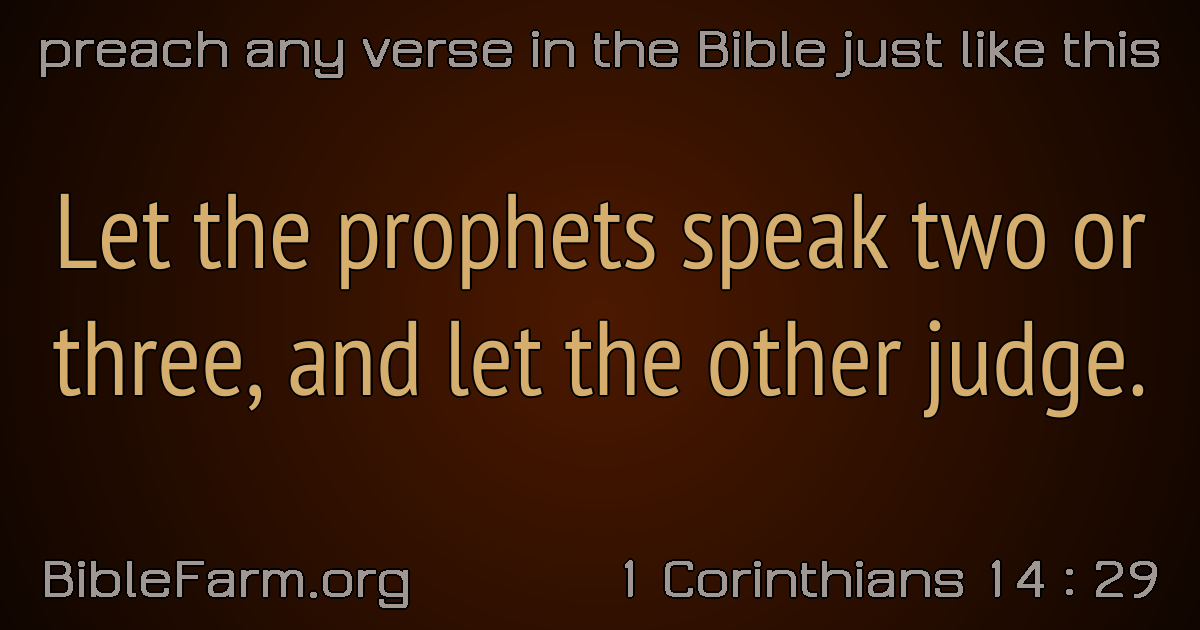 preach any verse in the Bible just like this
Let the prophets speak two or
three, and let the other judge.
BibleFarm.org
1 Corinthians 14 : 29